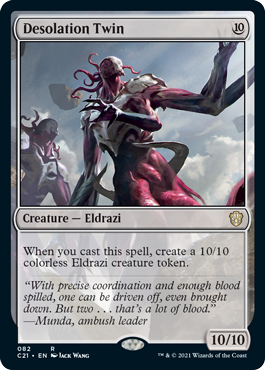 Desolation Twin 10
Creature — Eldrazi
When you cast this spell, create a 10/10
colorless Eldrazi creature token.
“With precise coordination and enough blood
spilled, one can be driven off, even brought
down. But two . . . that’s a lot of blood.”
—Munda, ambush leader
10/10
082 R
C21 • EN Jack Wang
™ & © 2021 Wizards of the Coast